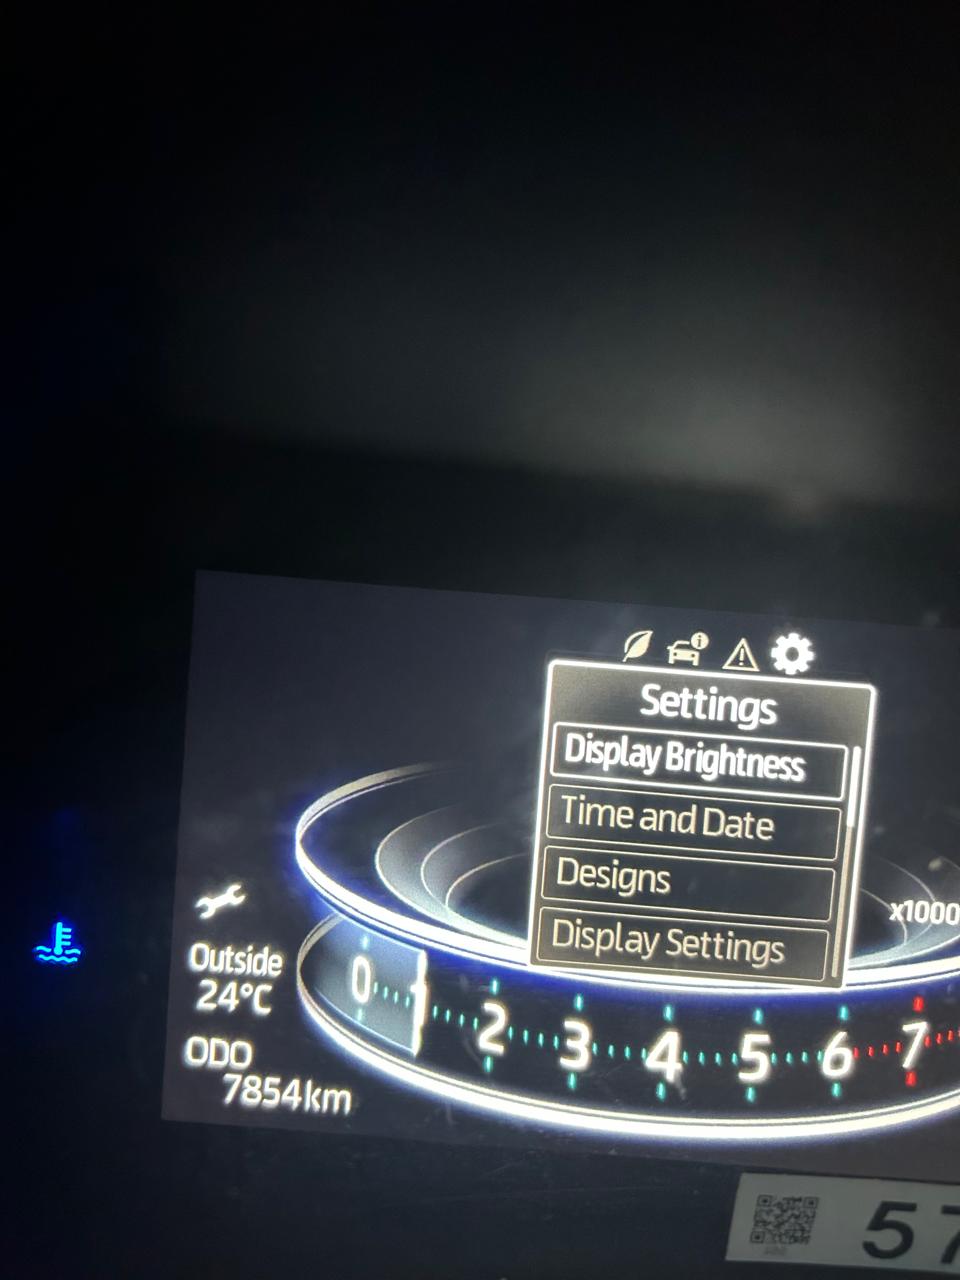 Settings
Display Brightness
Time and Date
Designs
Display Settings
x1000
Outside
24°C
ODO
7854km
0 1 2 3 4 5 6 7
57